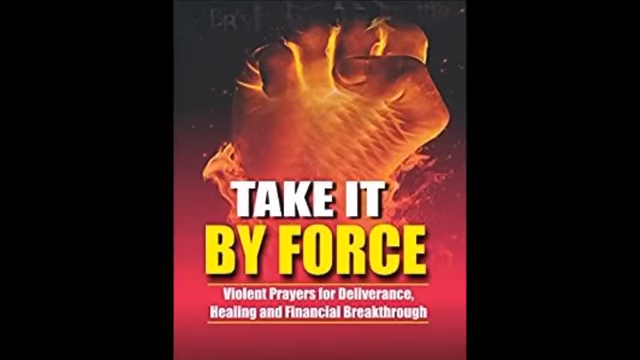 TAKE IT
BY FORCE
Violent Prayers for Deliverance,
Healing and Financial Breakthrough